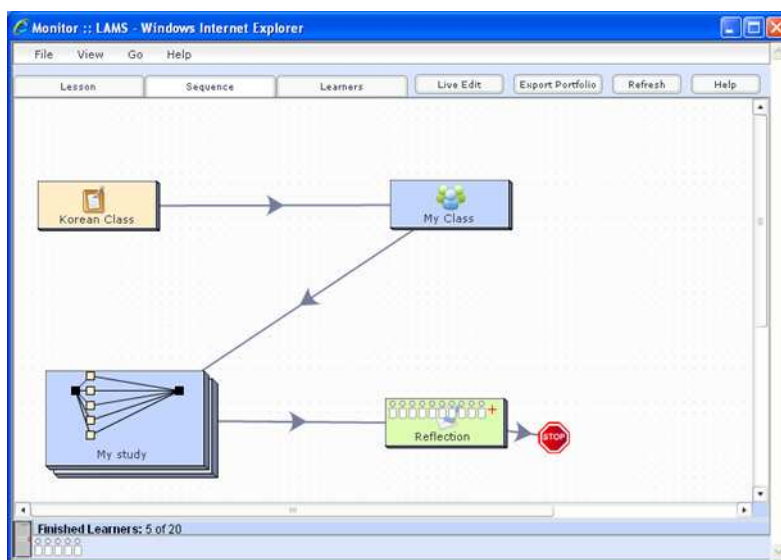 Monitor :: LAMS - Windows Internet Explorer
File View Go Help
Lesson Sequence Learners Live Edit Export Portfolio Refresh Help
Korean Class
My Class
My study
Reflection
STOP
Finished Learners: 5 of 20